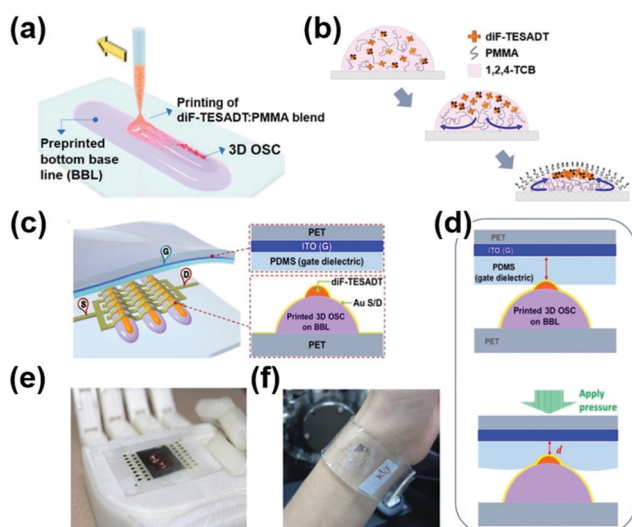 (a)
Printing of
diF-TESADT:PMMA blend
Preprinted
bottom base
line (BBL)
3D OSC
(b)
diF-TESADT
PMMA
1,2,4-TCB
(c)
G
D
S
PET
ITO (G)
PDMS (gate dielectric)
diF-TESADT
Au S/D
Printed 3D OSC
on BBL
PET
(d)
PET
ITO (G)
PDMS
(gate dielectric)
Printed 3D OSC
on BBL
PET
Apply
pressure
d
(e)
(f)